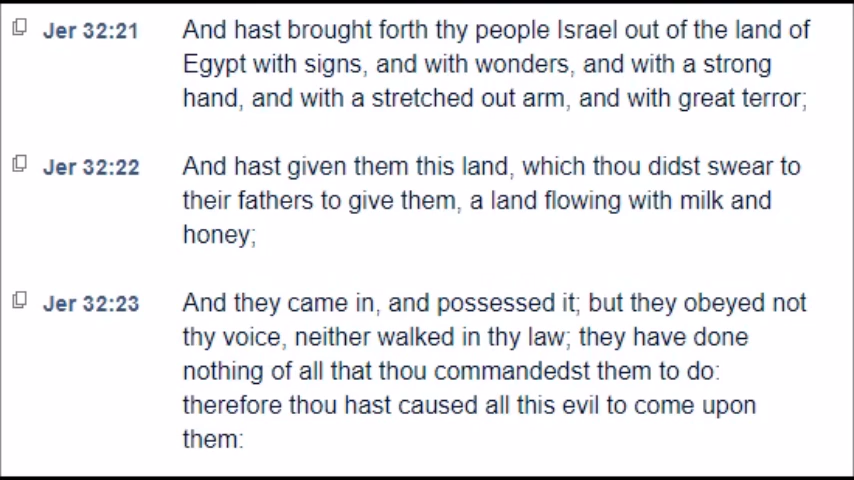 Jer 32:21 And hast brought forth thy people Israel out of the land of
Egypt with signs, and with wonders, and with a strong
hand, and with a stretched out arm, and with great terror;
Jer 32:22 And hast given them this land, which thou didst swear to
their fathers to give them, a land flowing with milk and
honey;
Jer 32:23 And they came in, and possessed it; but they obeyed not
thy voice, neither walked in thy law; they have done
nothing of all that thou commandedst them to do:
therefore thou hast caused all this evil to come upon
them: